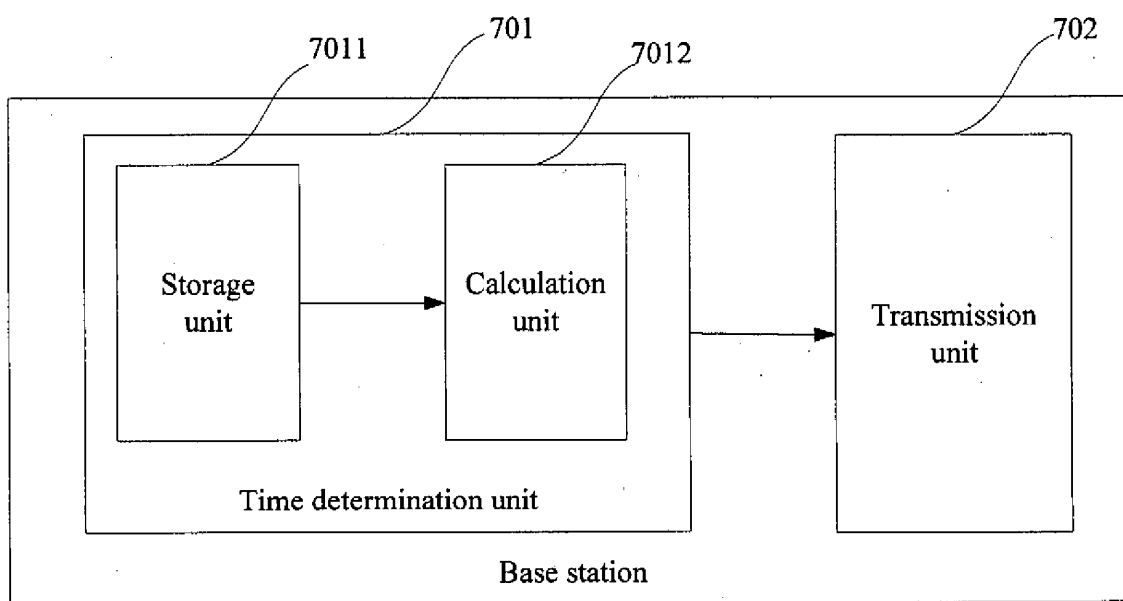 701
702
7011
7012
Storage
unit
Calculation
unit
Transmission
unit
Time determination unit
Base station